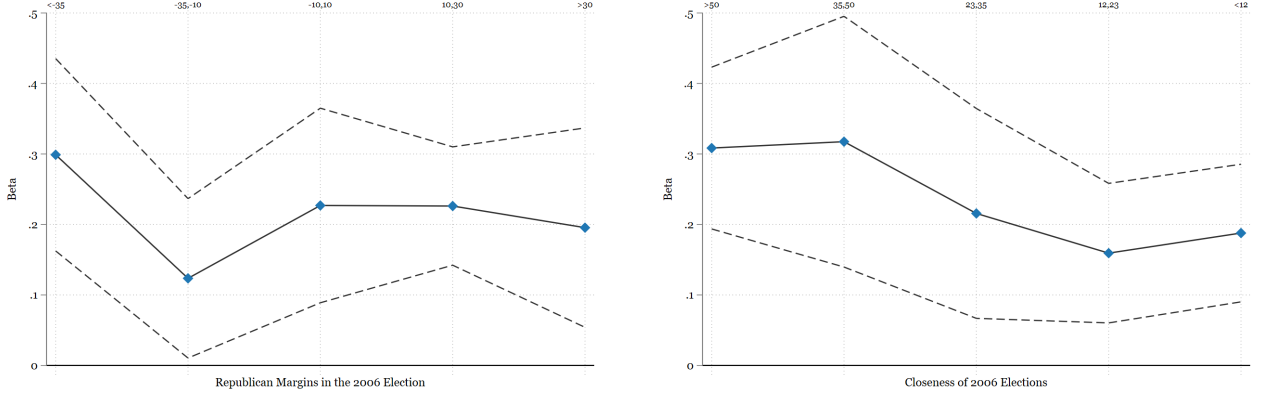 <-35 -35,-10 -10,10 10,30 >30
.5
.4
.3
.2
.1
0
Beta
Republican Margins in the 2006 Election
>50 35,50 23,35 12,23 <12
.5
.4
.3
.2
.1
0
Beta
Closeness of 2006 Elections